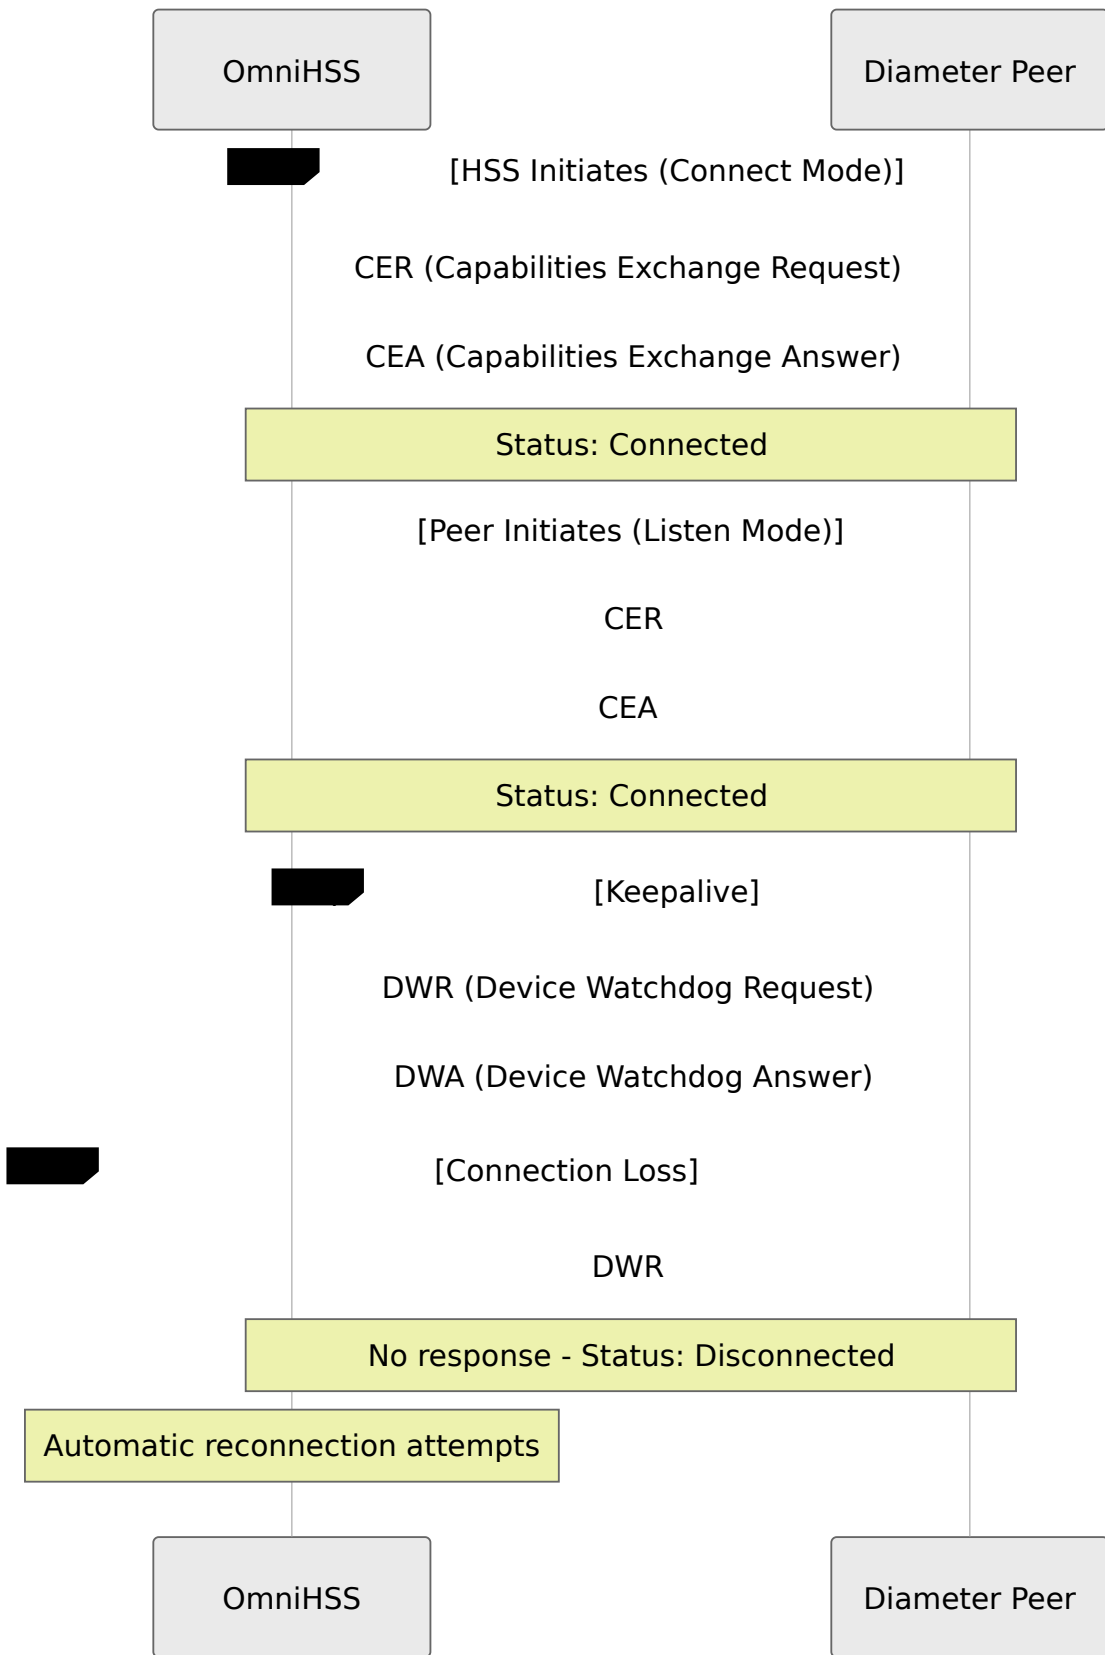 OmniHSS
Diameter Peer
[HSS Initiates (Connect Mode)]
CER (Capabilities Exchange Request)
CEA (Capabilities Exchange Answer)
Status: Connected
[Peer Initiates (Listen Mode)]
CER
CEA
Status: Connected
[Keepalive]
DWR (Device Watchdog Request)
DWA (Device Watchdog Answer)
[Connection Loss]
DWR
No response - Status: Disconnected
Automatic reconnection attempts
OmniHSS
Diameter Peer